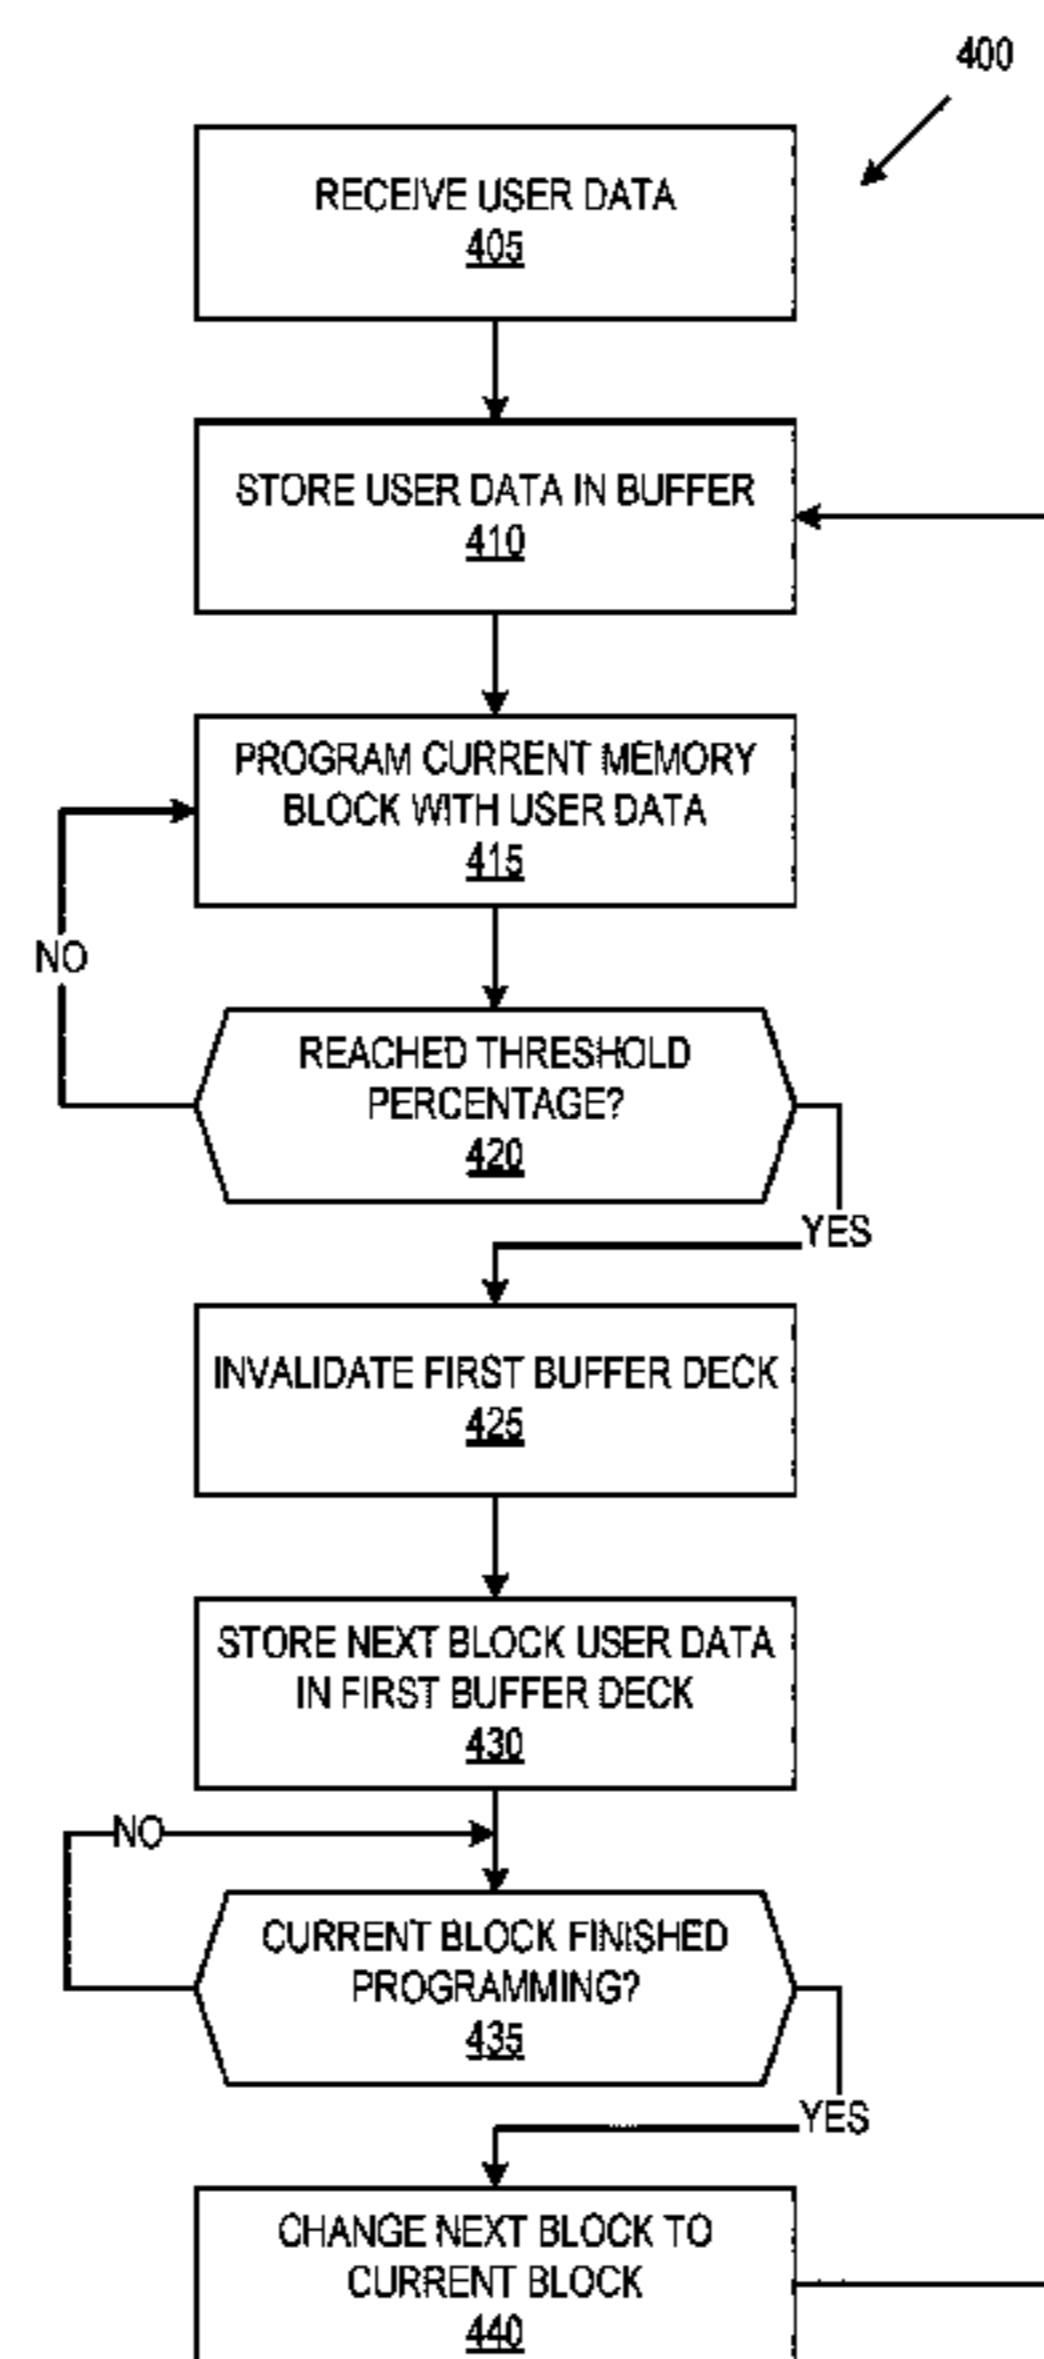 400
RECEIVE USER DATA
405
STORE USER DATA IN BUFFER
410
PROGRAM CURRENT MEMORY
BLOCK WITH USER DATA
415
NO
REACHED THRESHOLD
PERCENTAGE?
420
YES
INVALIDATE FIRST BUFFER DECK
425
STORE NEXT BLOCK USER DATA
IN FIRST BUFFER DECK
430
NO
CURRENT BLOCK FINISHED
PROGRAMMING?
435
YES
CHANGE NEXT BLOCK TO
CURRENT BLOCK
440